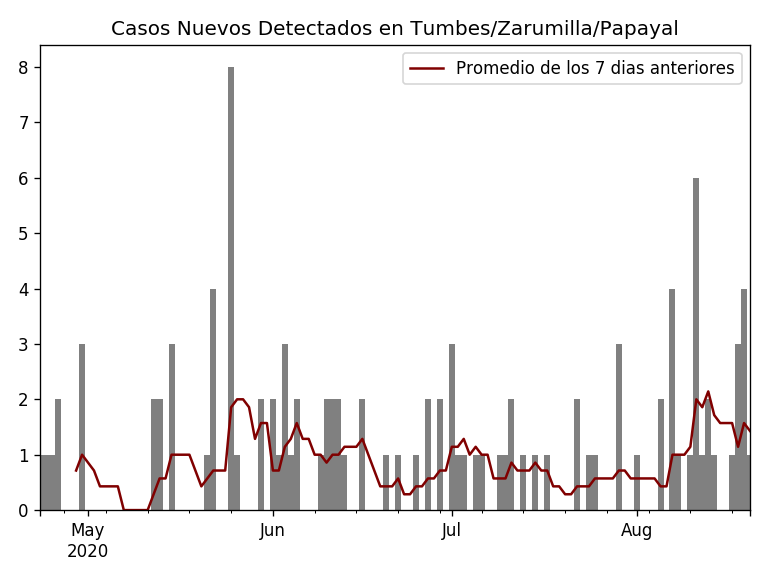 Casos Nuevos Detectados en Tumbes/Zarumilla/Papayal
Promedio de los 7 dias anteriores
8
7
6
5
4
3
2
1
0
May
2020
Jun
Jul
Aug